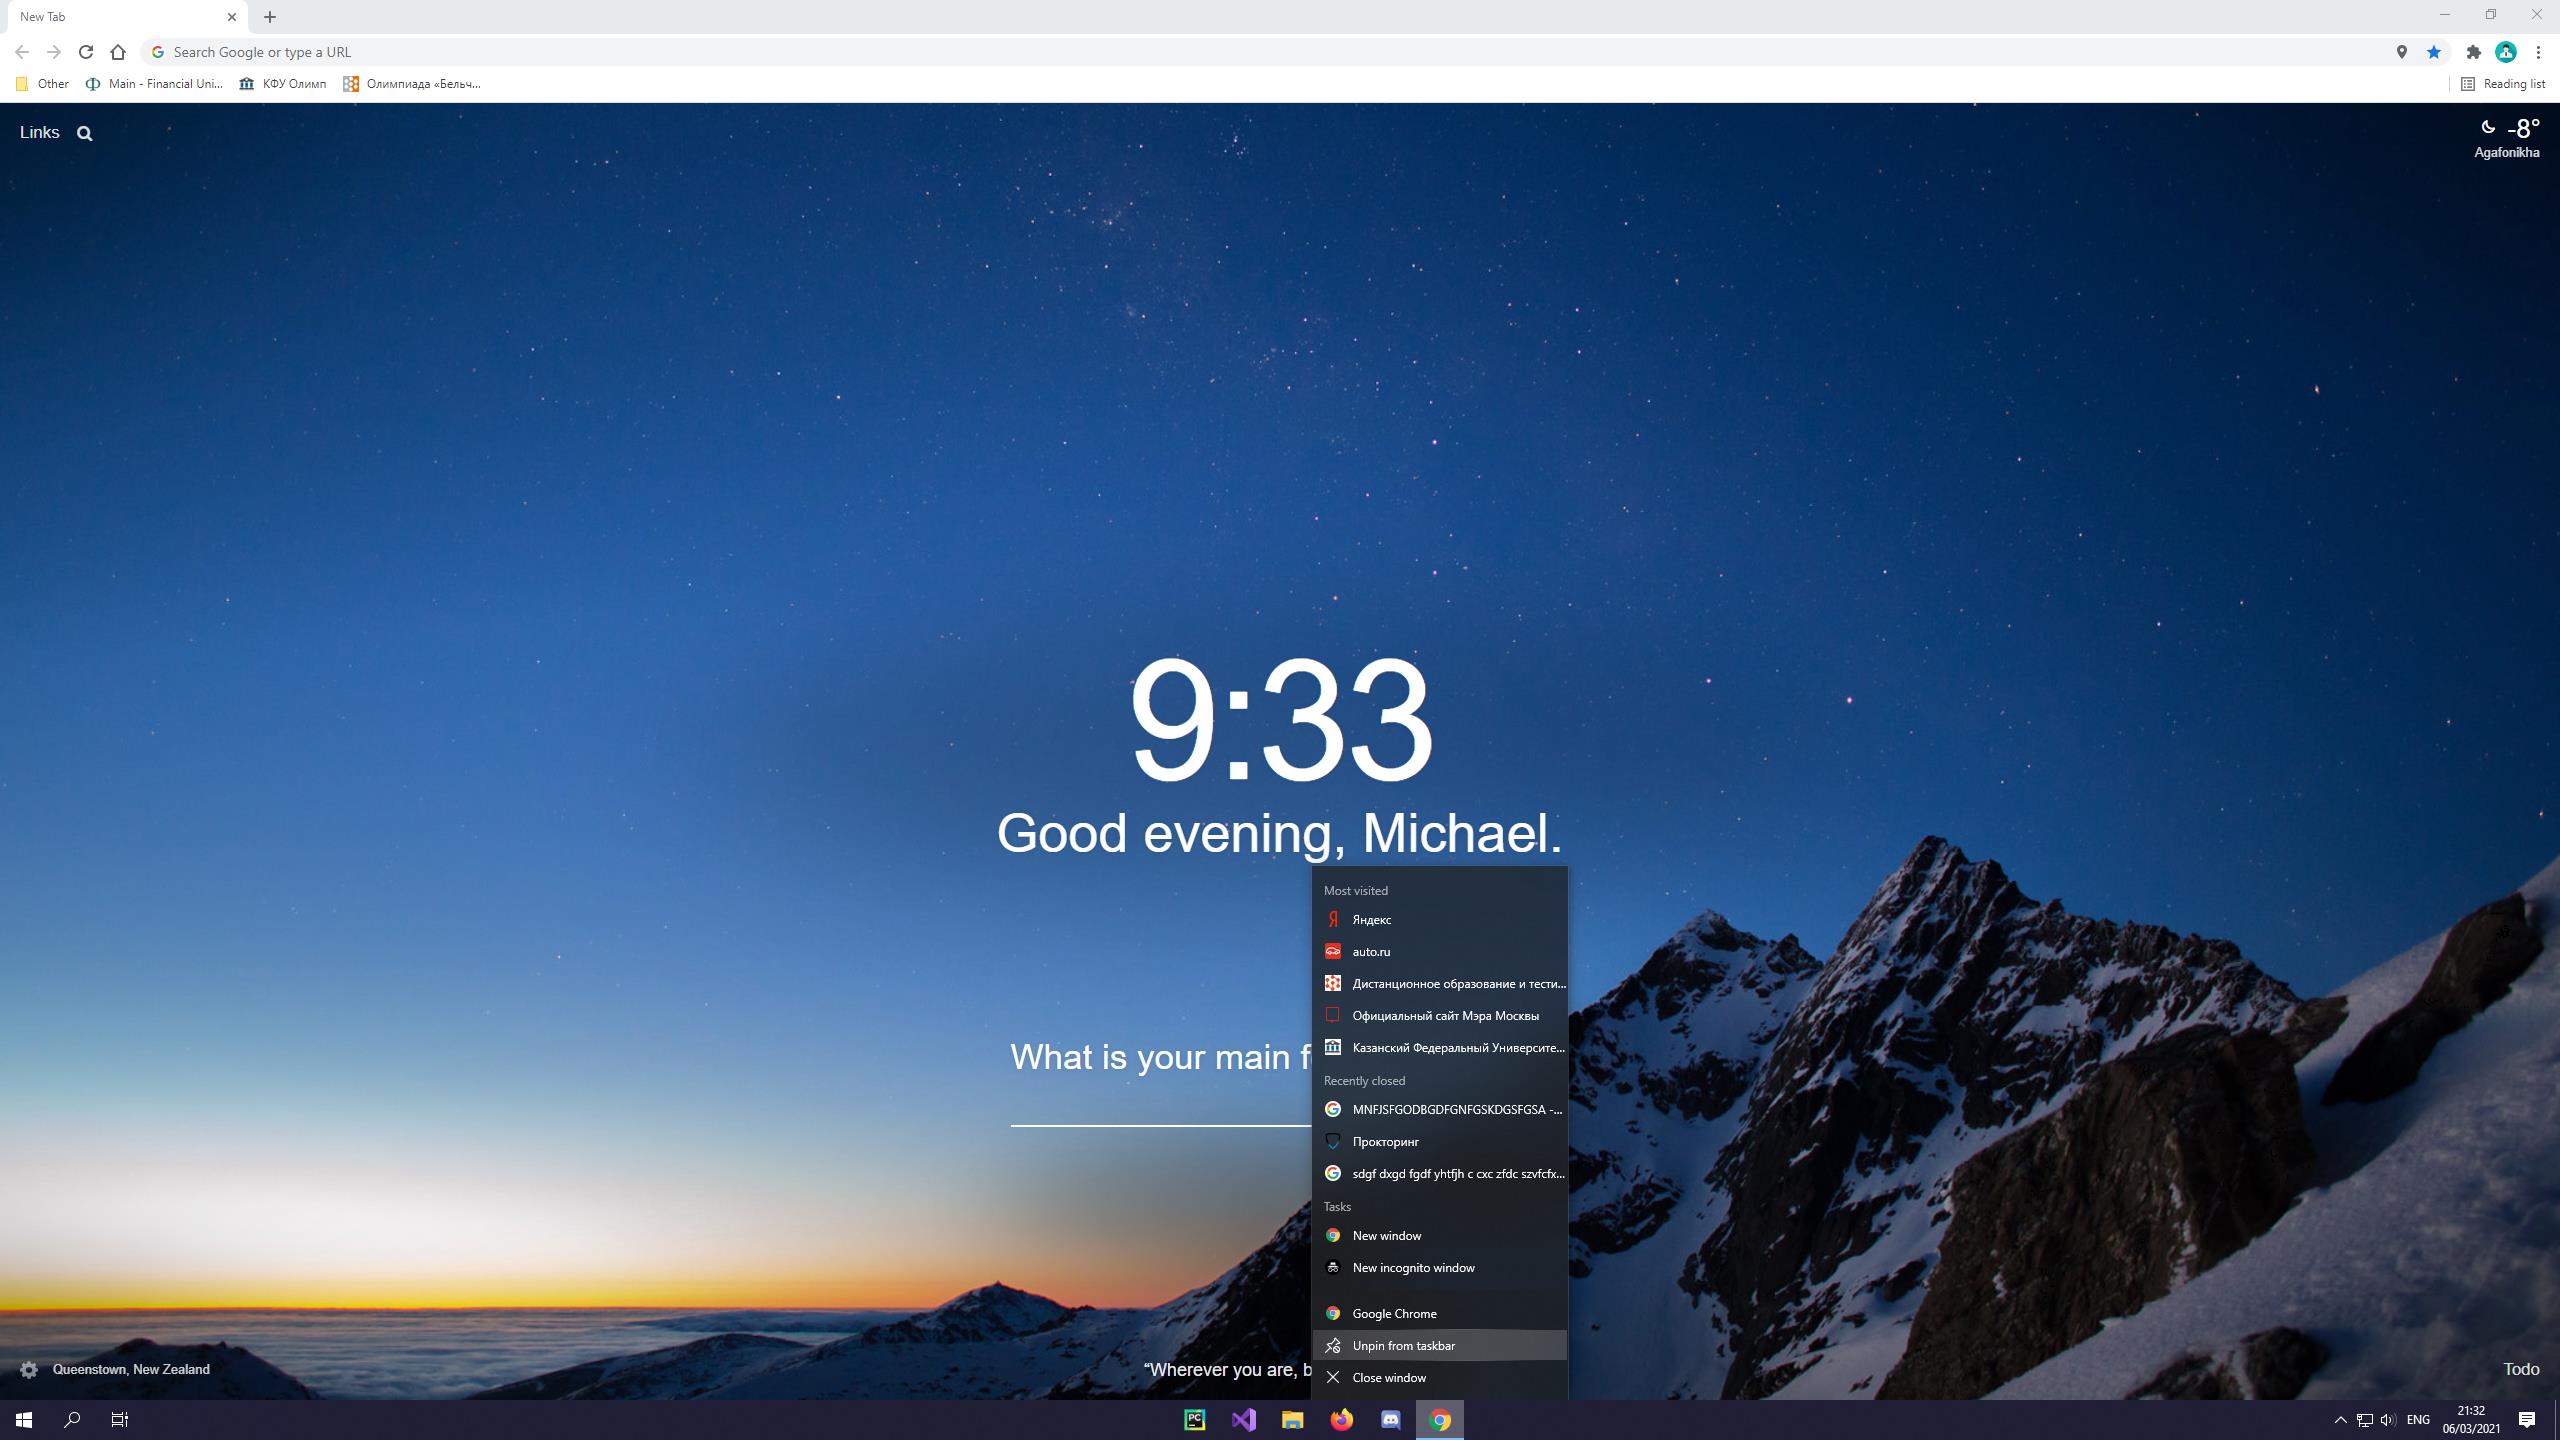 New Tab
Search Google or type a URL
Other
Main - Financial Uni...
КФУ Олимп
Олимпиада «Бельч...
Reading list
Links
-8°
Agafonikha
9:33
Good evening, Michael.
What is your main f
Most visited
Яндекс
auto.ru
Дистанционное образование и тести...
Официальный сайт Мэра Москвы
Казанский Федеральный Университе...
Recently closed
MNFJSFGODBGDFGNFGSKDGSFGSA -...
Прокторинг
sdgf dxgd fgdf yhtfjh c cxc zfdc szvfcfx...
Tasks
New window
New incognito window
Google Chrome
Unpin from taskbar
Close window
Queenstown, New Zealand
“Wherever you are, b
Todo
PC
ENG
21:32
06/03/2021